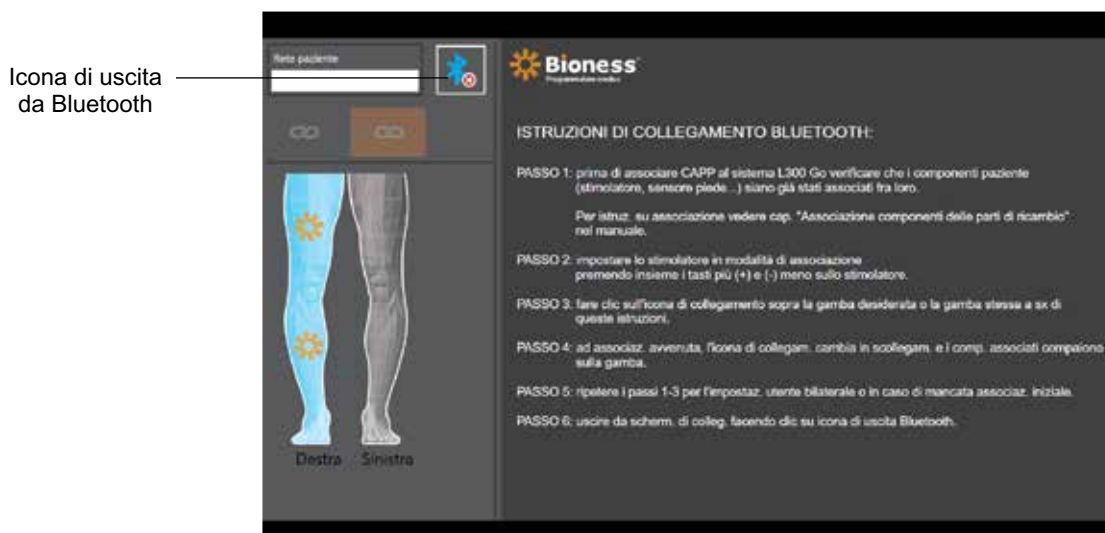 Icona di uscita
da Bluetooth
Rete paziente
Bioness
Programmatore medico
ISTRUZIONI DI COLLEGAMENTO BLUETOOTH:
PASSO 1: prima di associare CAPP al sistema L300 Go verificare che i componenti paziente
(stimolatore, sensore piede...) siano già stati associati fra loro.
Per istruz. su associazione vedere cap. "Associazione componenti delle parti di ricambio"
nel manuale.
PASSO 2: impostare lo stimolatore in modalità di associazione
premendo insieme i tasti più (+) e (-) meno sullo stimolatore.
PASSO 3: fare clic sull'icona di collegamento sopra la gamba desiderata o la gamba stessa a sx di
queste istruzioni.
PASSO 4: ad associaz. avvenuta, l'icona di collegam. cambia in scollegam. e i comp. associati compaiono
sulla gamba.
PASSO 5: ripetere i passi 1-3 per l'impostaz. utente bilaterale o in caso di mancata associaz. iniziale.
PASSO 6: uscire da scherm. di colleg. facendo clic su icona di uscita Bluetooth.
Destra Sinistra